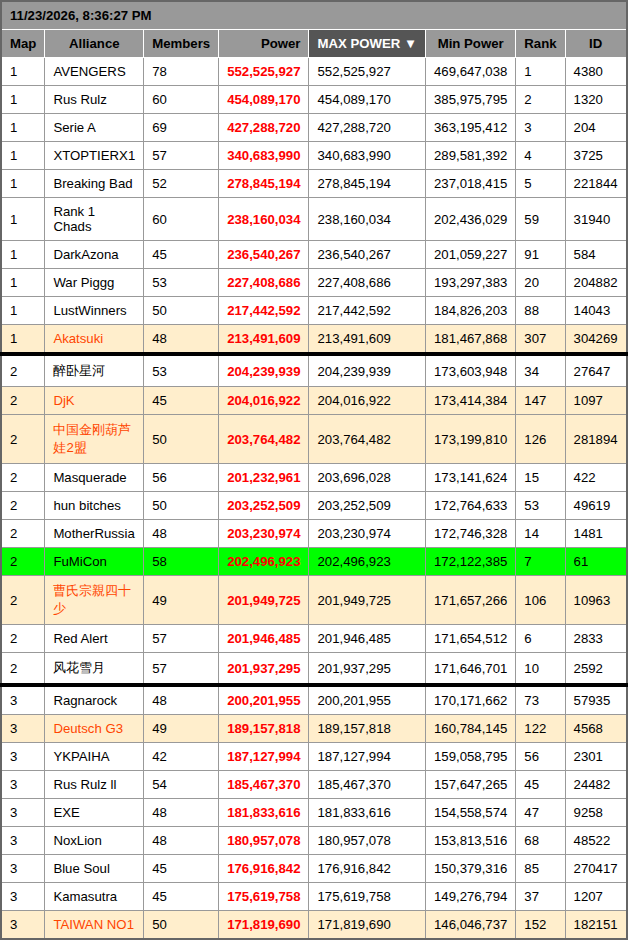 11/23/2026, 8:36:27 PM
Map Alliance Members Power MAX POWER ▼ Min Power Rank ID
1 AVENGERS 78 552,525,927 552,525,927 469,647,038 1 4380
1 Rus Rulz 60 454,089,170 454,089,170 385,975,795 2 1320
1 Serie A 69 427,288,720 427,288,720 363,195,412 3 204
1 XTOPTIERX1 57 340,683,990 340,683,990 289,581,392 4 3725
1 Breaking Bad 52 278,845,194 278,845,194 237,018,415 5 221844
1 Rank 1
Chads 60 238,160,034 238,160,034 202,436,029 59 31940
1 DarkAzona 45 236,540,267 236,540,267 201,059,227 91 584
1 War Piggg 53 227,408,686 227,408,686 193,297,383 20 204882
1 LustWinners 50 217,442,592 217,442,592 184,826,203 88 14043
1 Akatsuki 48 213,491,609 213,491,609 181,467,868 307 304269
2 醉卧星河 53 204,239,939 204,239,939 173,603,948 34 27647
2 DjK 45 204,016,922 204,016,922 173,414,384 147 1097
2 中国金刚葫芦
娃2盟 50 203,764,482 203,764,482 173,199,810 126 281894
2 Masquerade 56 201,232,961 203,696,028 173,141,624 15 422
2 hun bitches 50 203,252,509 203,252,509 172,764,633 53 49619
2 MotherRussia 48 203,230,974 203,230,974 172,746,328 14 1481
2 FuMiCon 58 202,496,923 202,496,923 172,122,385 7 61
2 曹氏宗親四十
少 49 201,949,725 201,949,725 171,657,266 106 10963
2 Red Alert 57 201,946,485 201,946,485 171,654,512 6 2833
2 风花雪月 57 201,937,295 201,937,295 171,646,701 10 2592
3 Ragnarock 48 200,201,955 200,201,955 170,171,662 73 57935
3 Deutsch G3 49 189,157,818 189,157,818 160,784,145 122 4568
3 YKPAIHA 42 187,127,994 187,127,994 159,058,795 56 2301
3 Rus Rulz ll 54 185,467,370 185,467,370 157,647,265 45 24482
3 EXE 48 181,833,616 181,833,616 154,558,574 47 9258
3 NoxLion 48 180,957,078 180,957,078 153,813,516 68 48522
3 Blue Soul 45 176,916,842 176,916,842 150,379,316 85 270417
3 Kamasutra 45 175,619,758 175,619,758 149,276,794 37 1207
3 TAIWAN NO1 50 171,819,690 171,819,690 146,046,737 152 182151